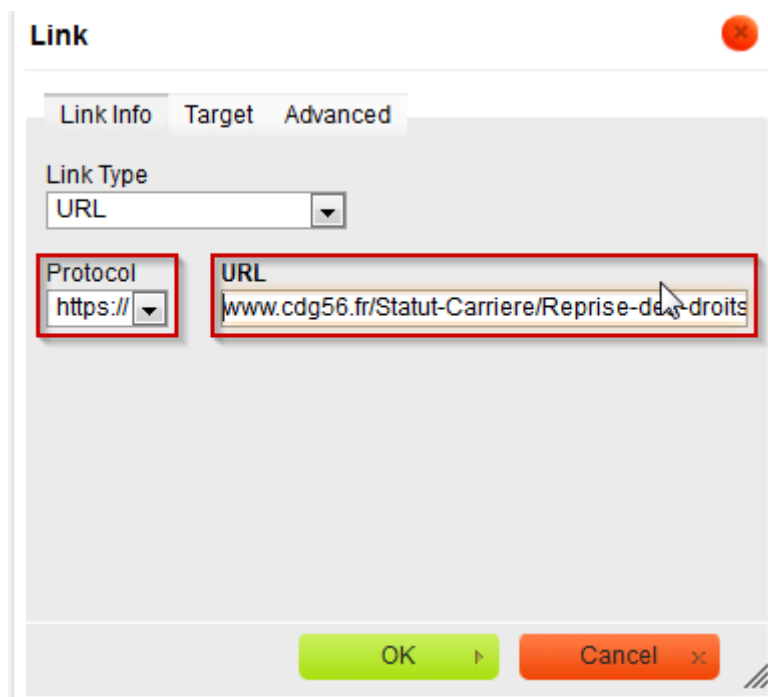 Link
Link Info Target Advanced
Link Type
URL
Protocol URL
https:// www.cdg56.fr/Statut-Carriere/Reprise-des-droits
OK Cancel